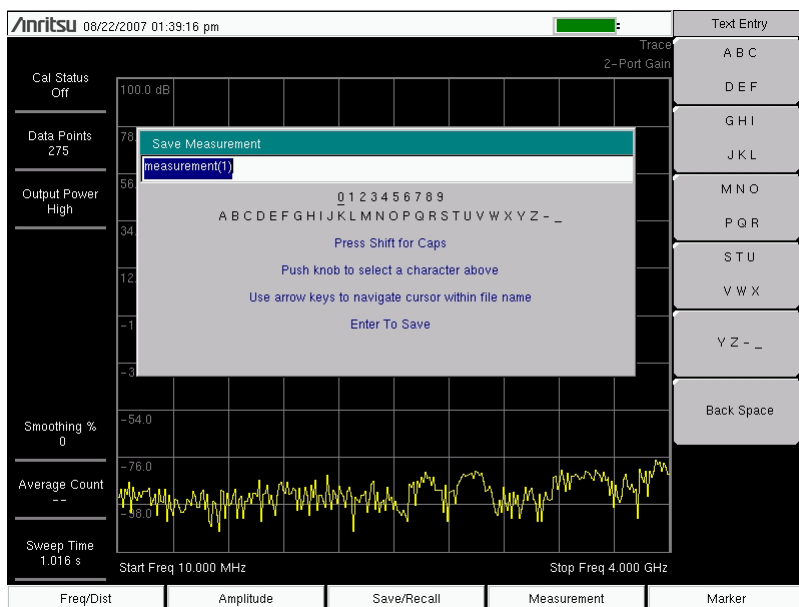 Anritsu 08/22/2007 01:39:16 pm
Trace
2-Port Gain
Cal Status
Off
Data Points
275
Output Power
High
Smoothing %
0
Average Count
--
Sweep Time
1.016 s
100.0 dB
78.
56.
34.
12.
-1
-3
-54.0
-76.0
-98.0
Save Measurement
measurement(1)
0 1 2 3 4 5 6 7 8 9
A B C D E F G H I J K L M N O P Q R S T U V W X Y Z - _
Press Shift for Caps
Push knob to select a character above
Use arrow keys to navigate cursor within file name
Enter To Save
Start Freq 10.000 MHz
Stop Freq 4.000 GHz
Text Entry
A B C
D E F
G H I
J K L
M N O
P Q R
S T U
V W X
Y Z - _
Back Space
Freq/Dist
Amplitude
Save/Recall
Measurement
Marker